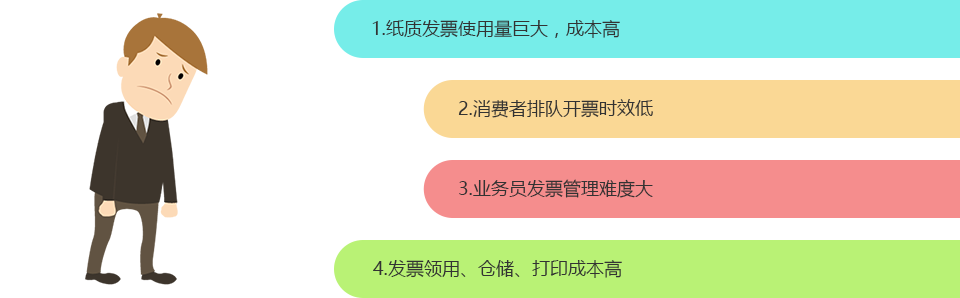 1.纸质发票使用量巨大，成本高
2.消费者排队开票时效低
3.业务员发票管理难度大
4.发票领用、仓储、打印成本高